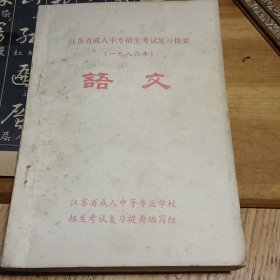 江苏省成人中专招生考试复习提要
（一九八六年）
語文
江苏省成人中等专业学校
招生考试复习提要编写组